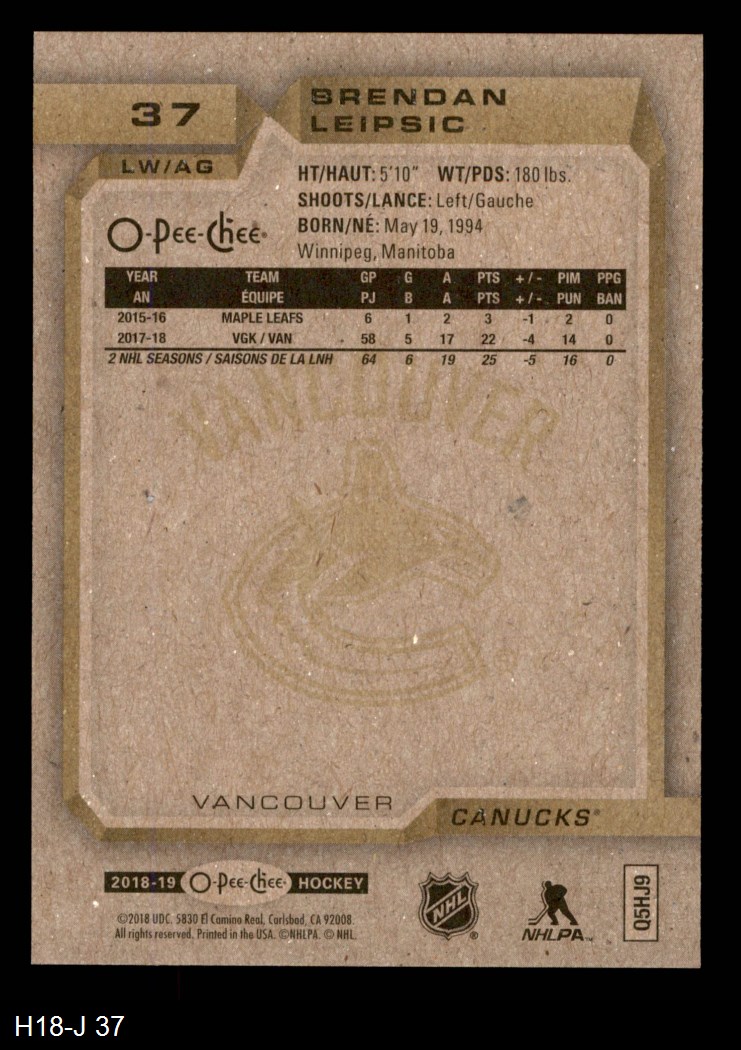 37
BRENDAN
LEIPSIC
LW/AG
O-Pee-Chee
HT/HAUT: 5'10" WT/PDS: 180 lbs.
SHOOTS/LANCE: Left/Gauche
BORN/NÉ: May 19, 1994
Winnipeg, Manitoba
YEAR TEAM GP G A PTS +/- PIM PPG
AN ÉQUIPE PJ B A PTS +/- PUN BAN
2015-16 MAPLE LEAFS 6 1 2 3 -1 2 0
2017-18 VGK / VAN 58 5 17 22 -4 14 0
2 NHL SEASONS / SAISONS DE LA LNH 64 6 19 25 -5 16 0
VANCOUVER
VANCOUVER
CANUCKS
2018-19 O-Pee-Chee HOCKEY
©2018 UDC. 5830 El Camino Real, Carlsbad, CA 92008.
All rights reserved. Printed in the USA. ©NHLPA. © NHL.
NHL
NHLPA
Q5HJ9
H18-J 37